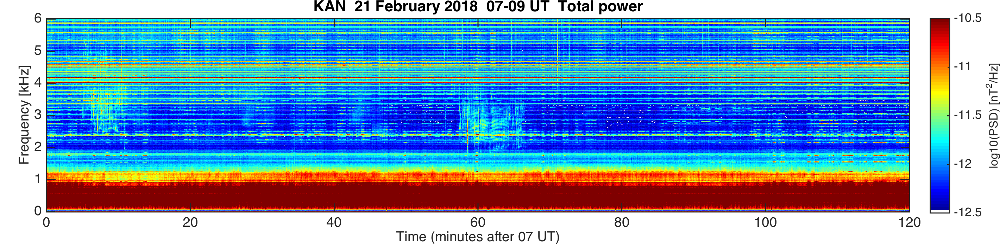 KAN 21 February 2018 07-09 UT Total power
6
5
4
3
2
1
0
Frequency [kHz]
0 20 40 60 80 100 120
Time (minutes after 07 UT)
-10.5
-11
-11.5
-12
-12.5
log10(PSD) [nT²/Hz]